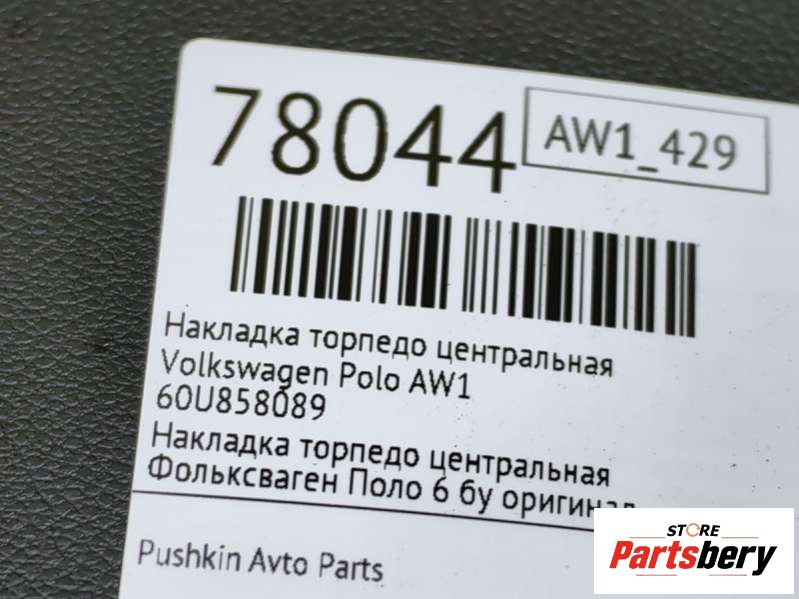 78044
AW1_429
Накладка торпедо центральная
Volkswagen Polo AW1
60U858089
Накладка торпедо центральная
Фольксваген Поло 6 бу оригинал
Pushkin Avto Parts
STORE
Partsbery